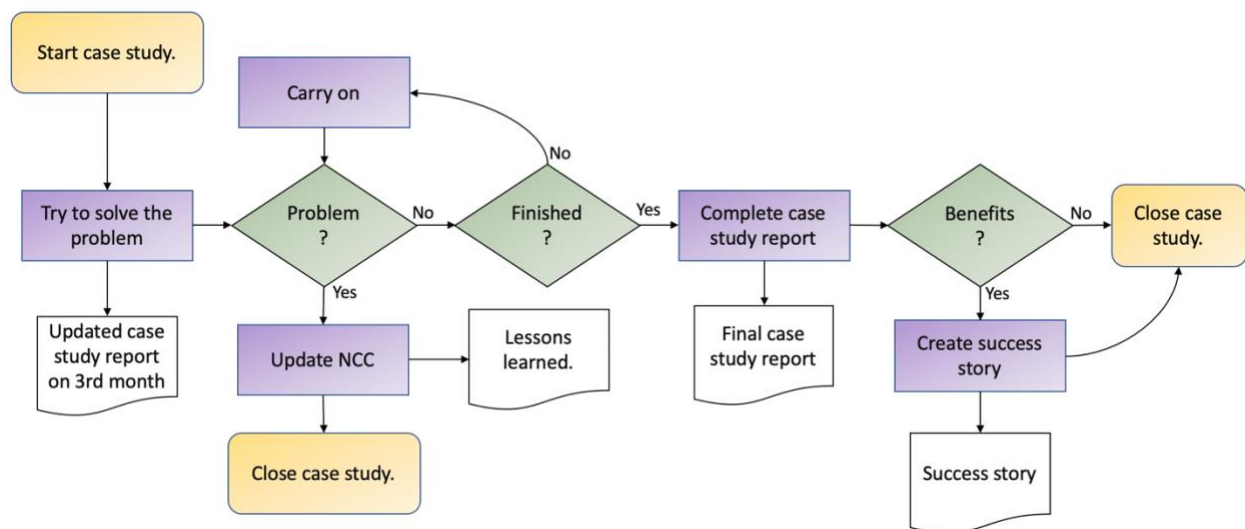 Start case study.
Carry on
No
Try to solve the
problem
Problem
?
No
Finished
?
Yes
Complete case
study report
Benefits
?
No
Close case
study.
Yes
Yes
Updated case
study report
on 3rd month
Update NCC
Lessons
learned.
Final case
study report
Create success
story
Close case study.
Success story